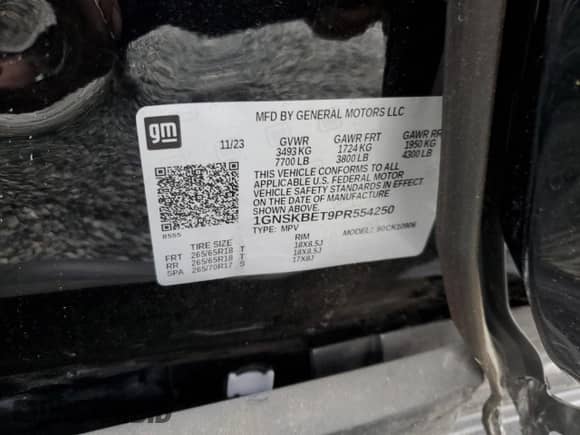 gm
MFD BY GENERAL MOTORS LLC
11/23 GVWR GAWR FRT GAWR RR
3493 KG 1724 KG 1950 KG
7700 LB 3800 LB 4300 LB
THIS VEHICLE CONFORMS TO ALL
APPLICABLE U.S. FEDERAL MOTOR
VEHICLE SAFETY STANDARDS IN EFFECT
ON THE DATE OF MANUFACTURE
SHOWN ABOVE.
1GNSKBET9PR554250
TYPE: MPV MODEL:
R555
TIRE SIZE RIM
FRT 265/65R18 T 18X8.5J
RR 265/65R18 T 18X8.5J
SPA 265/70R17 S 17X8J